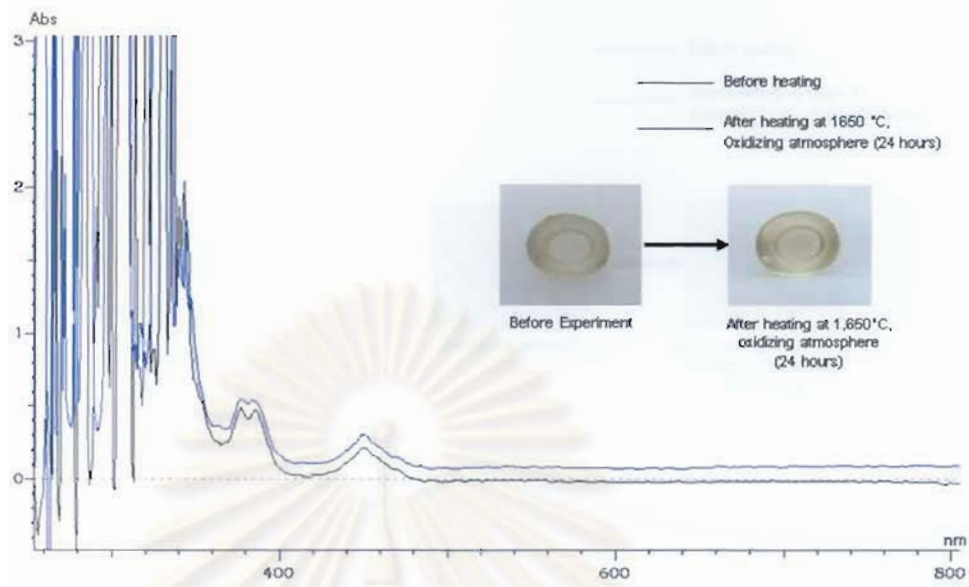 Abs
3
Before heating
After heating at 1650 °C,
Oxidizing atmosphere (24 hours)
2
1
Before Experiment
After heating at 1,650°C,
oxidizing atmosphere
(24 hours)
0
nm
400
600
800